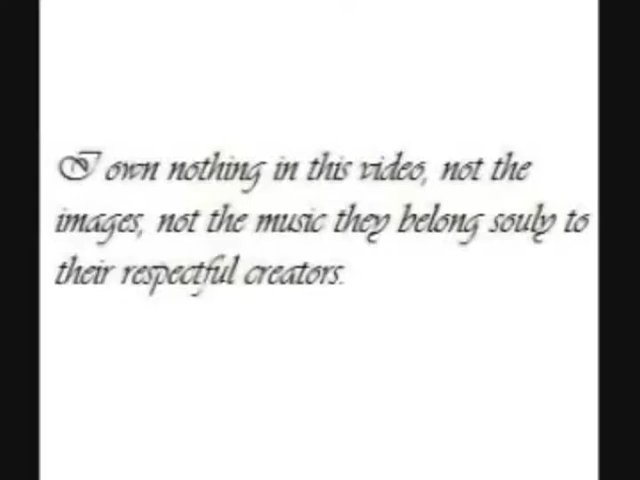 I own nothing in this video, not the
images, not the music they belong souly to
their respectful creators.